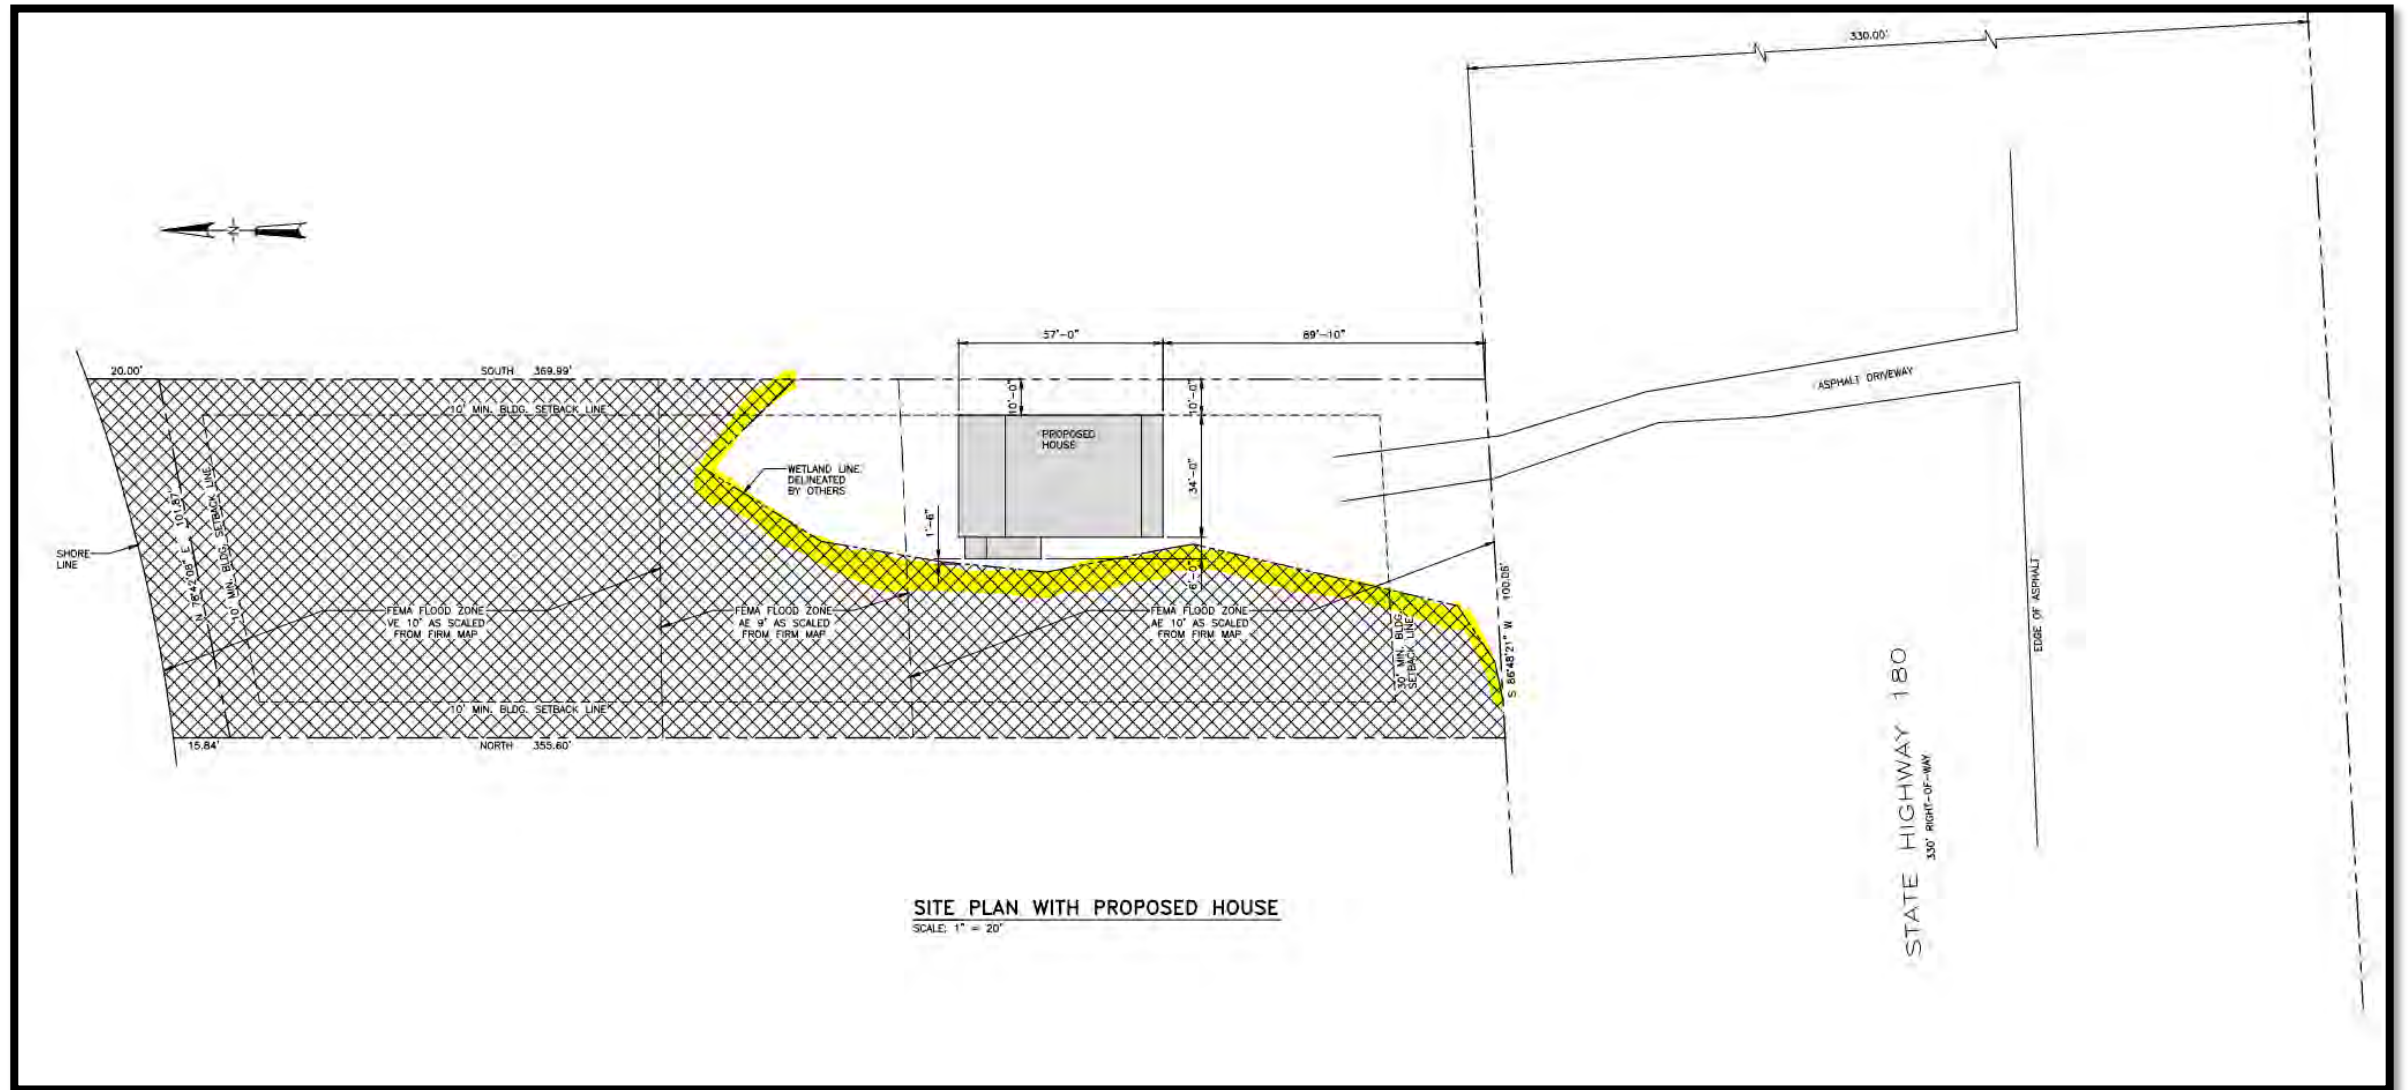 330.00'
N
57'-0"
89'-10"
20.00'
SOUTH 369.99'
10' MIN. BLDG. SETBACK LINE
10'-0"
10'-0"
PROPOSED
HOUSE
ASPHALT DRIVEWAY
WETLAND LINE
DELINEATED
BY OTHERS
34'-0"
1'-6"
6'-0"
SHORE
LINE
N 78°42'08" E 101.87'
10' MIN. BLDG. SETBACK LINE
FEMA FLOOD ZONE
VE 10' AS SCALED
FROM FIRM MAP
FEMA FLOOD ZONE
AE 9' AS SCALED
FROM FIRM MAP
FEMA FLOOD ZONE
AE 10' AS SCALED
FROM FIRM MAP
30' MIN. BLDG.
SETBACK LINE
S 86°48'21" W 100.06'
EDGE OF ASPHALT
10' MIN. BLDG. SETBACK LINE
15.84'
NORTH 355.60'
STATE HIGHWAY 180
330' RIGHT-OF-WAY
SITE PLAN WITH PROPOSED HOUSE
SCALE: 1" = 20'